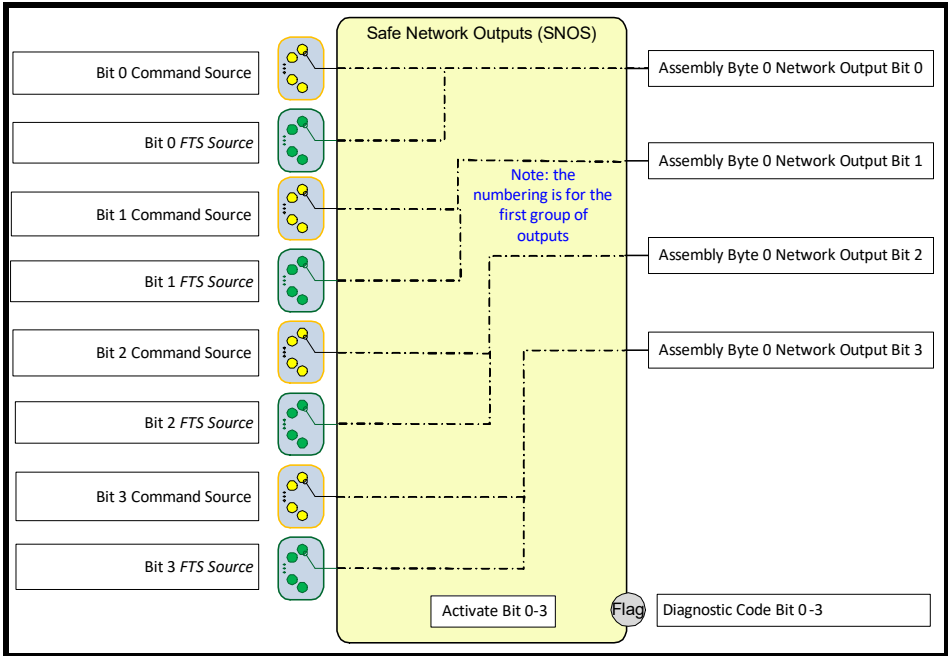 Safe Network Outputs (SNOS)
Bit 0 Command Source
Assembly Byte 0 Network Output Bit 0
Bit 0 FTS Source
Assembly Byte 0 Network Output Bit 1
Note: the
numbering is for the
first group of
outputs
Bit 1 Command Source
Assembly Byte 0 Network Output Bit 2
Bit 1 FTS Source
Bit 2 Command Source
Assembly Byte 0 Network Output Bit 3
Bit 2 FTS Source
Bit 3 Command Source
Bit 3 FTS Source
Activate Bit 0-3
Flag
Diagnostic Code Bit 0-3